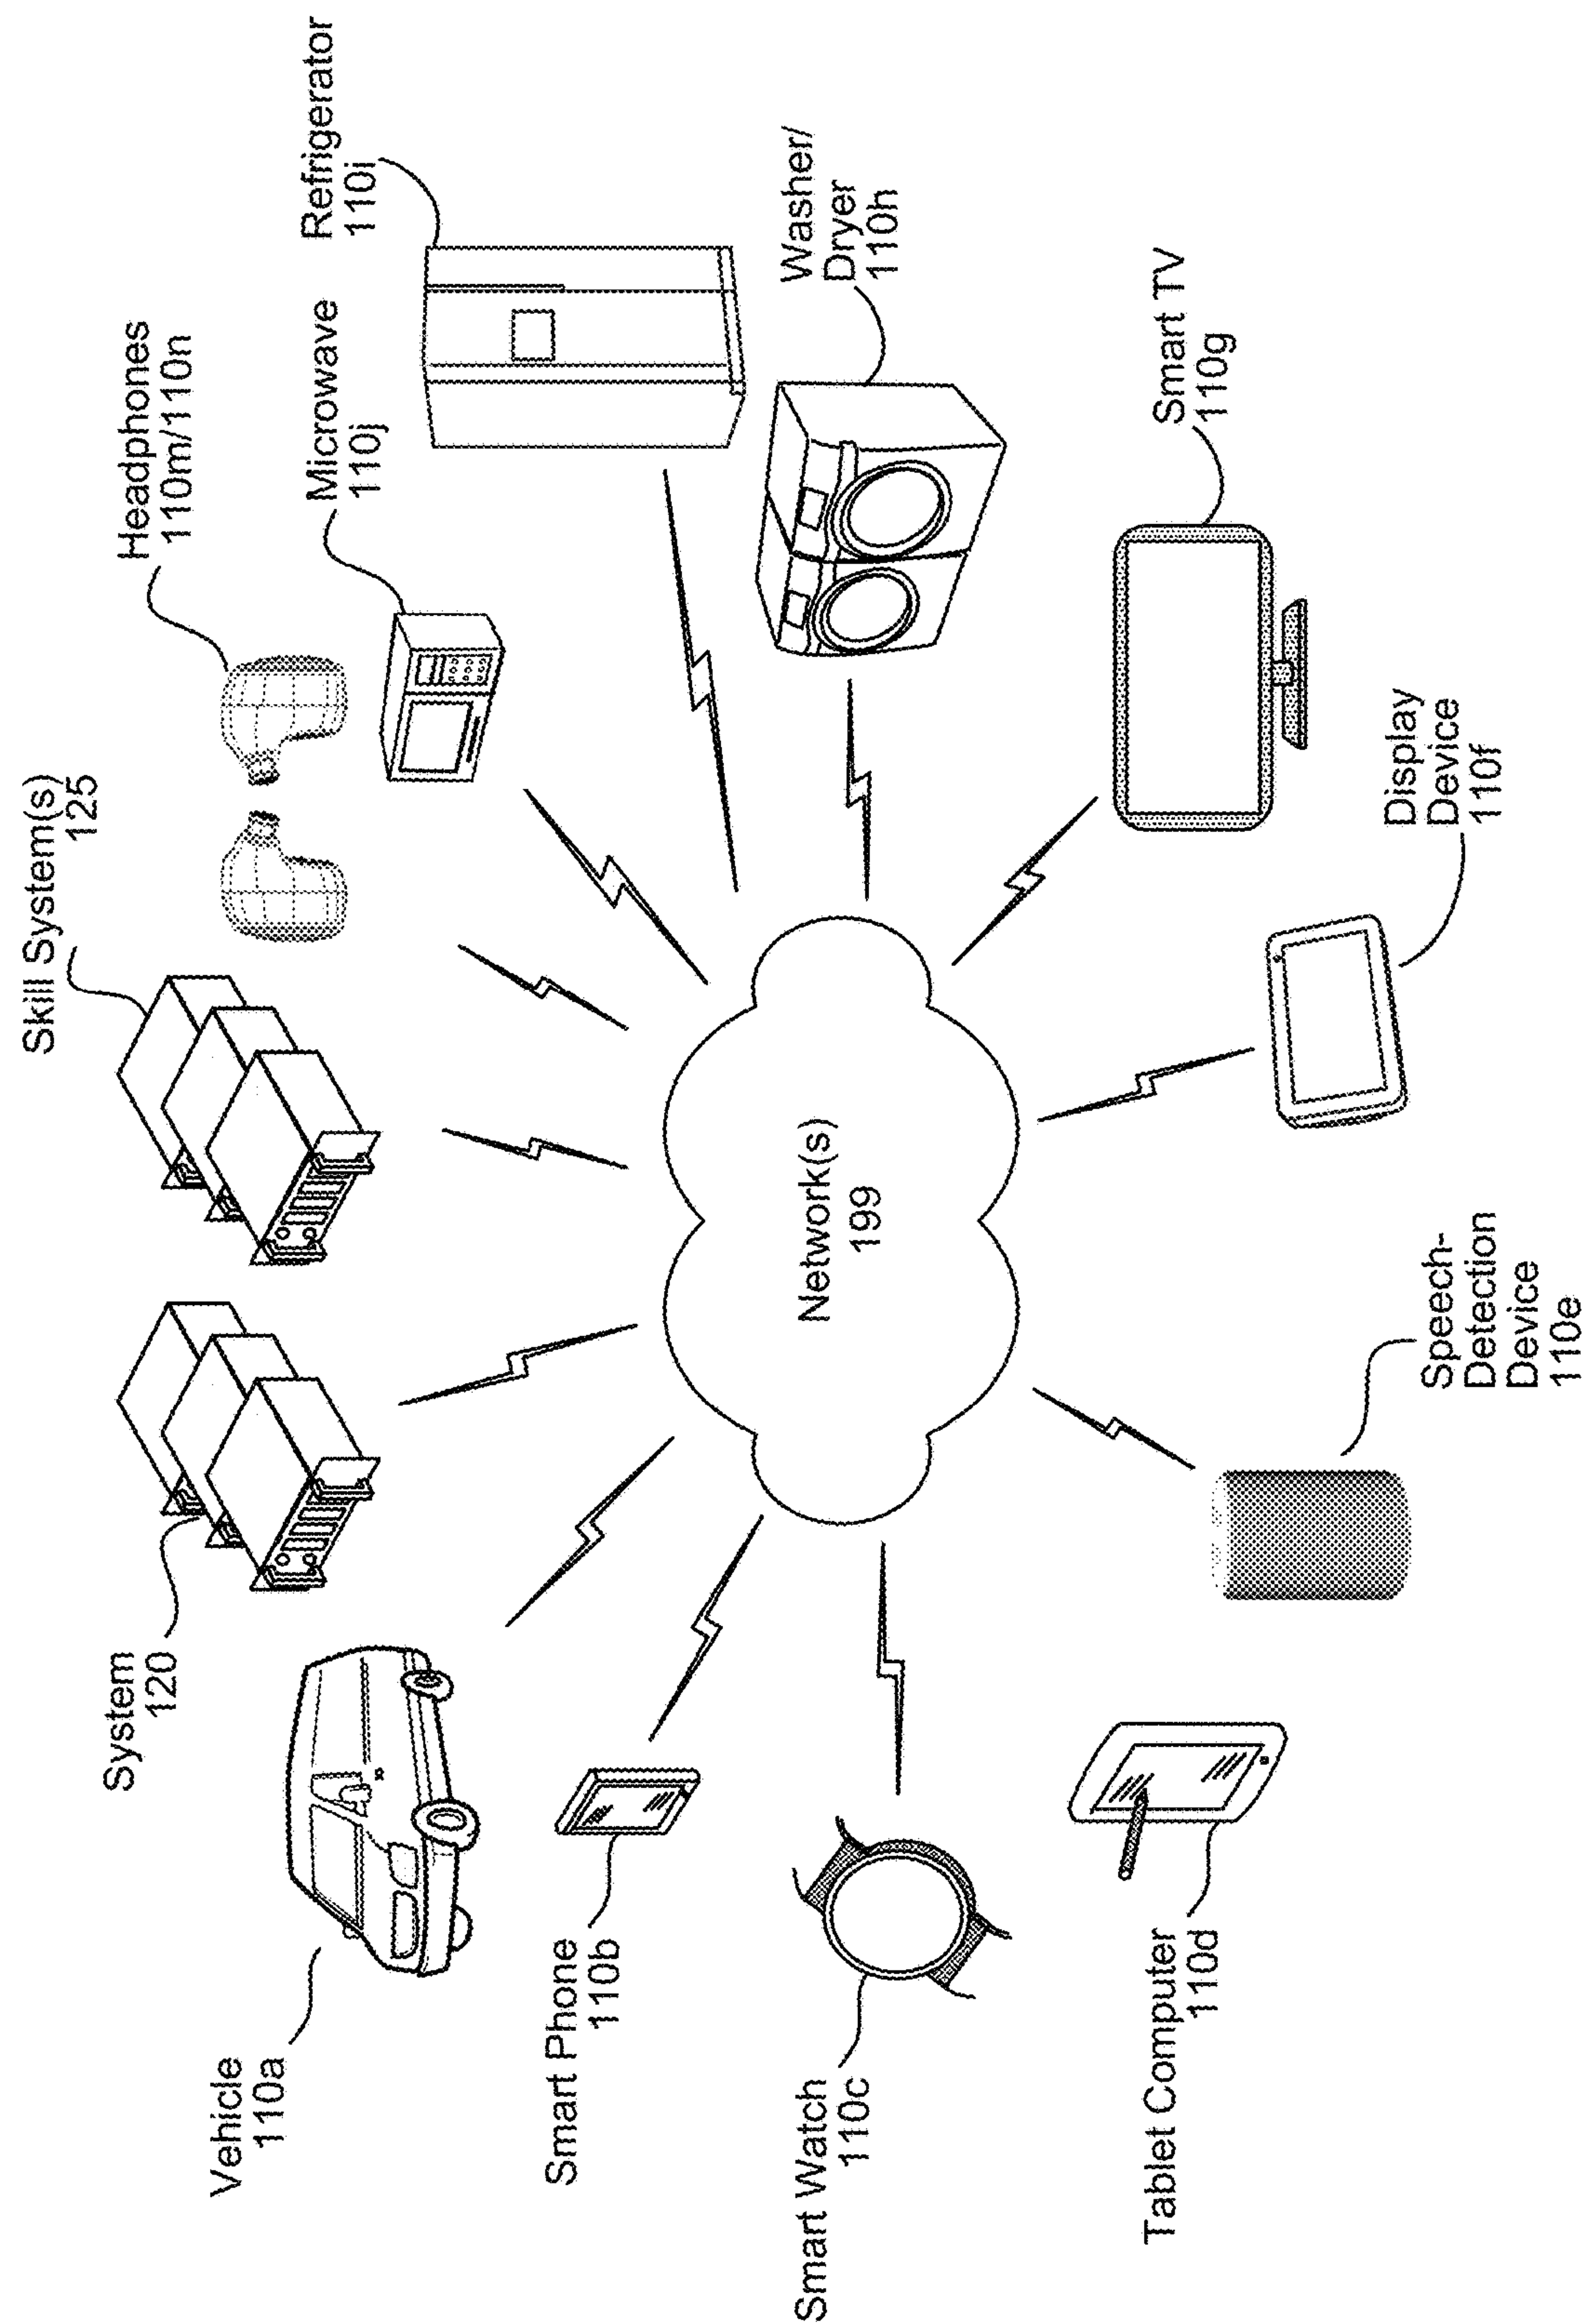 Skill System(s)
125
Headphones
110m/110n
System
120
Microwave
110j
Refrigerator
110i
Vehicle
110a
Smart Phone
110b
Washer/
Dryer
110h
Network(s)
199
Smart Watch
110c
Smart TV
110g
Tablet Computer
110d
Speech-
Detection
Device
110e
Display
Device
110f